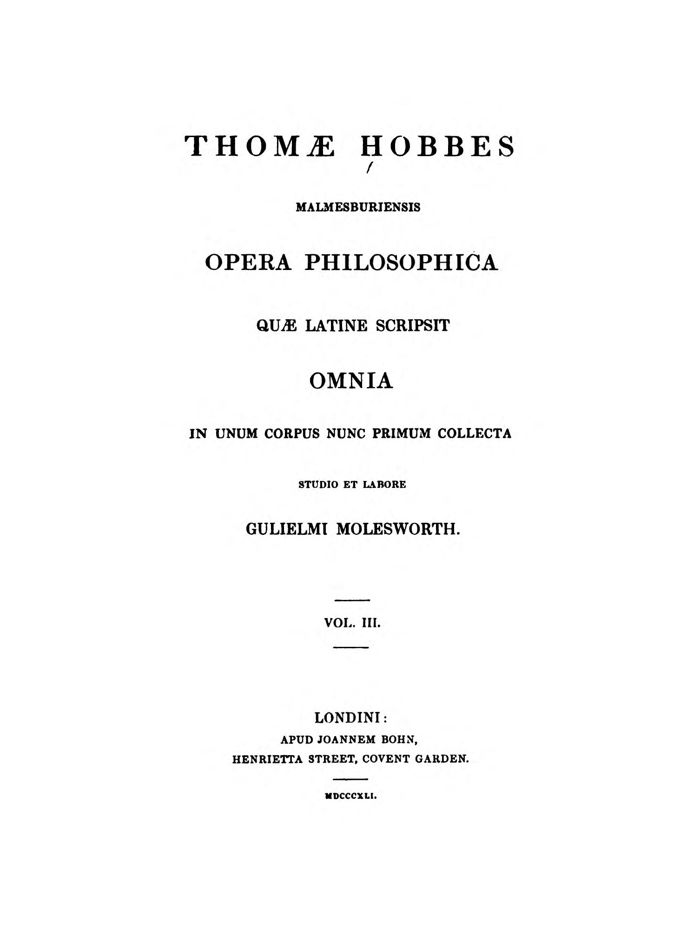 THOMÆ HOBBES
MALMESBURIENSIS
OPERA PHILOSOPHICA
QUÆ LATINE SCRIPSIT
OMNIA
IN UNUM CORPUS NUNC PRIMUM COLLECTA
STUDIO ET LABORE
GULIELMI MOLESWORTH.
VOL. III.
LONDINI:
APUD JOANNEM BOHN,
HENRIETTA STREET, COVENT GARDEN.
MDCCCXLI.